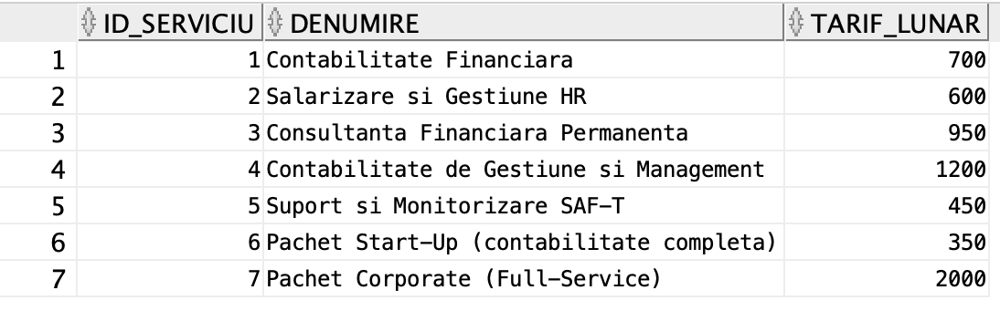 ID_SERVICIU DENUMIRE TARIF_LUNAR
1 1 Contabilitate Financiara 700
2 2 Salarizare si Gestiune HR 600
3 3 Consultanta Financiara Permanenta 950
4 4 Contabilitate de Gestiune si Management 1200
5 5 Suport si Monitorizare SAF-T 450
6 6 Pachet Start-Up (contabilitate completa) 350
7 7 Pachet Corporate (Full-Service) 2000